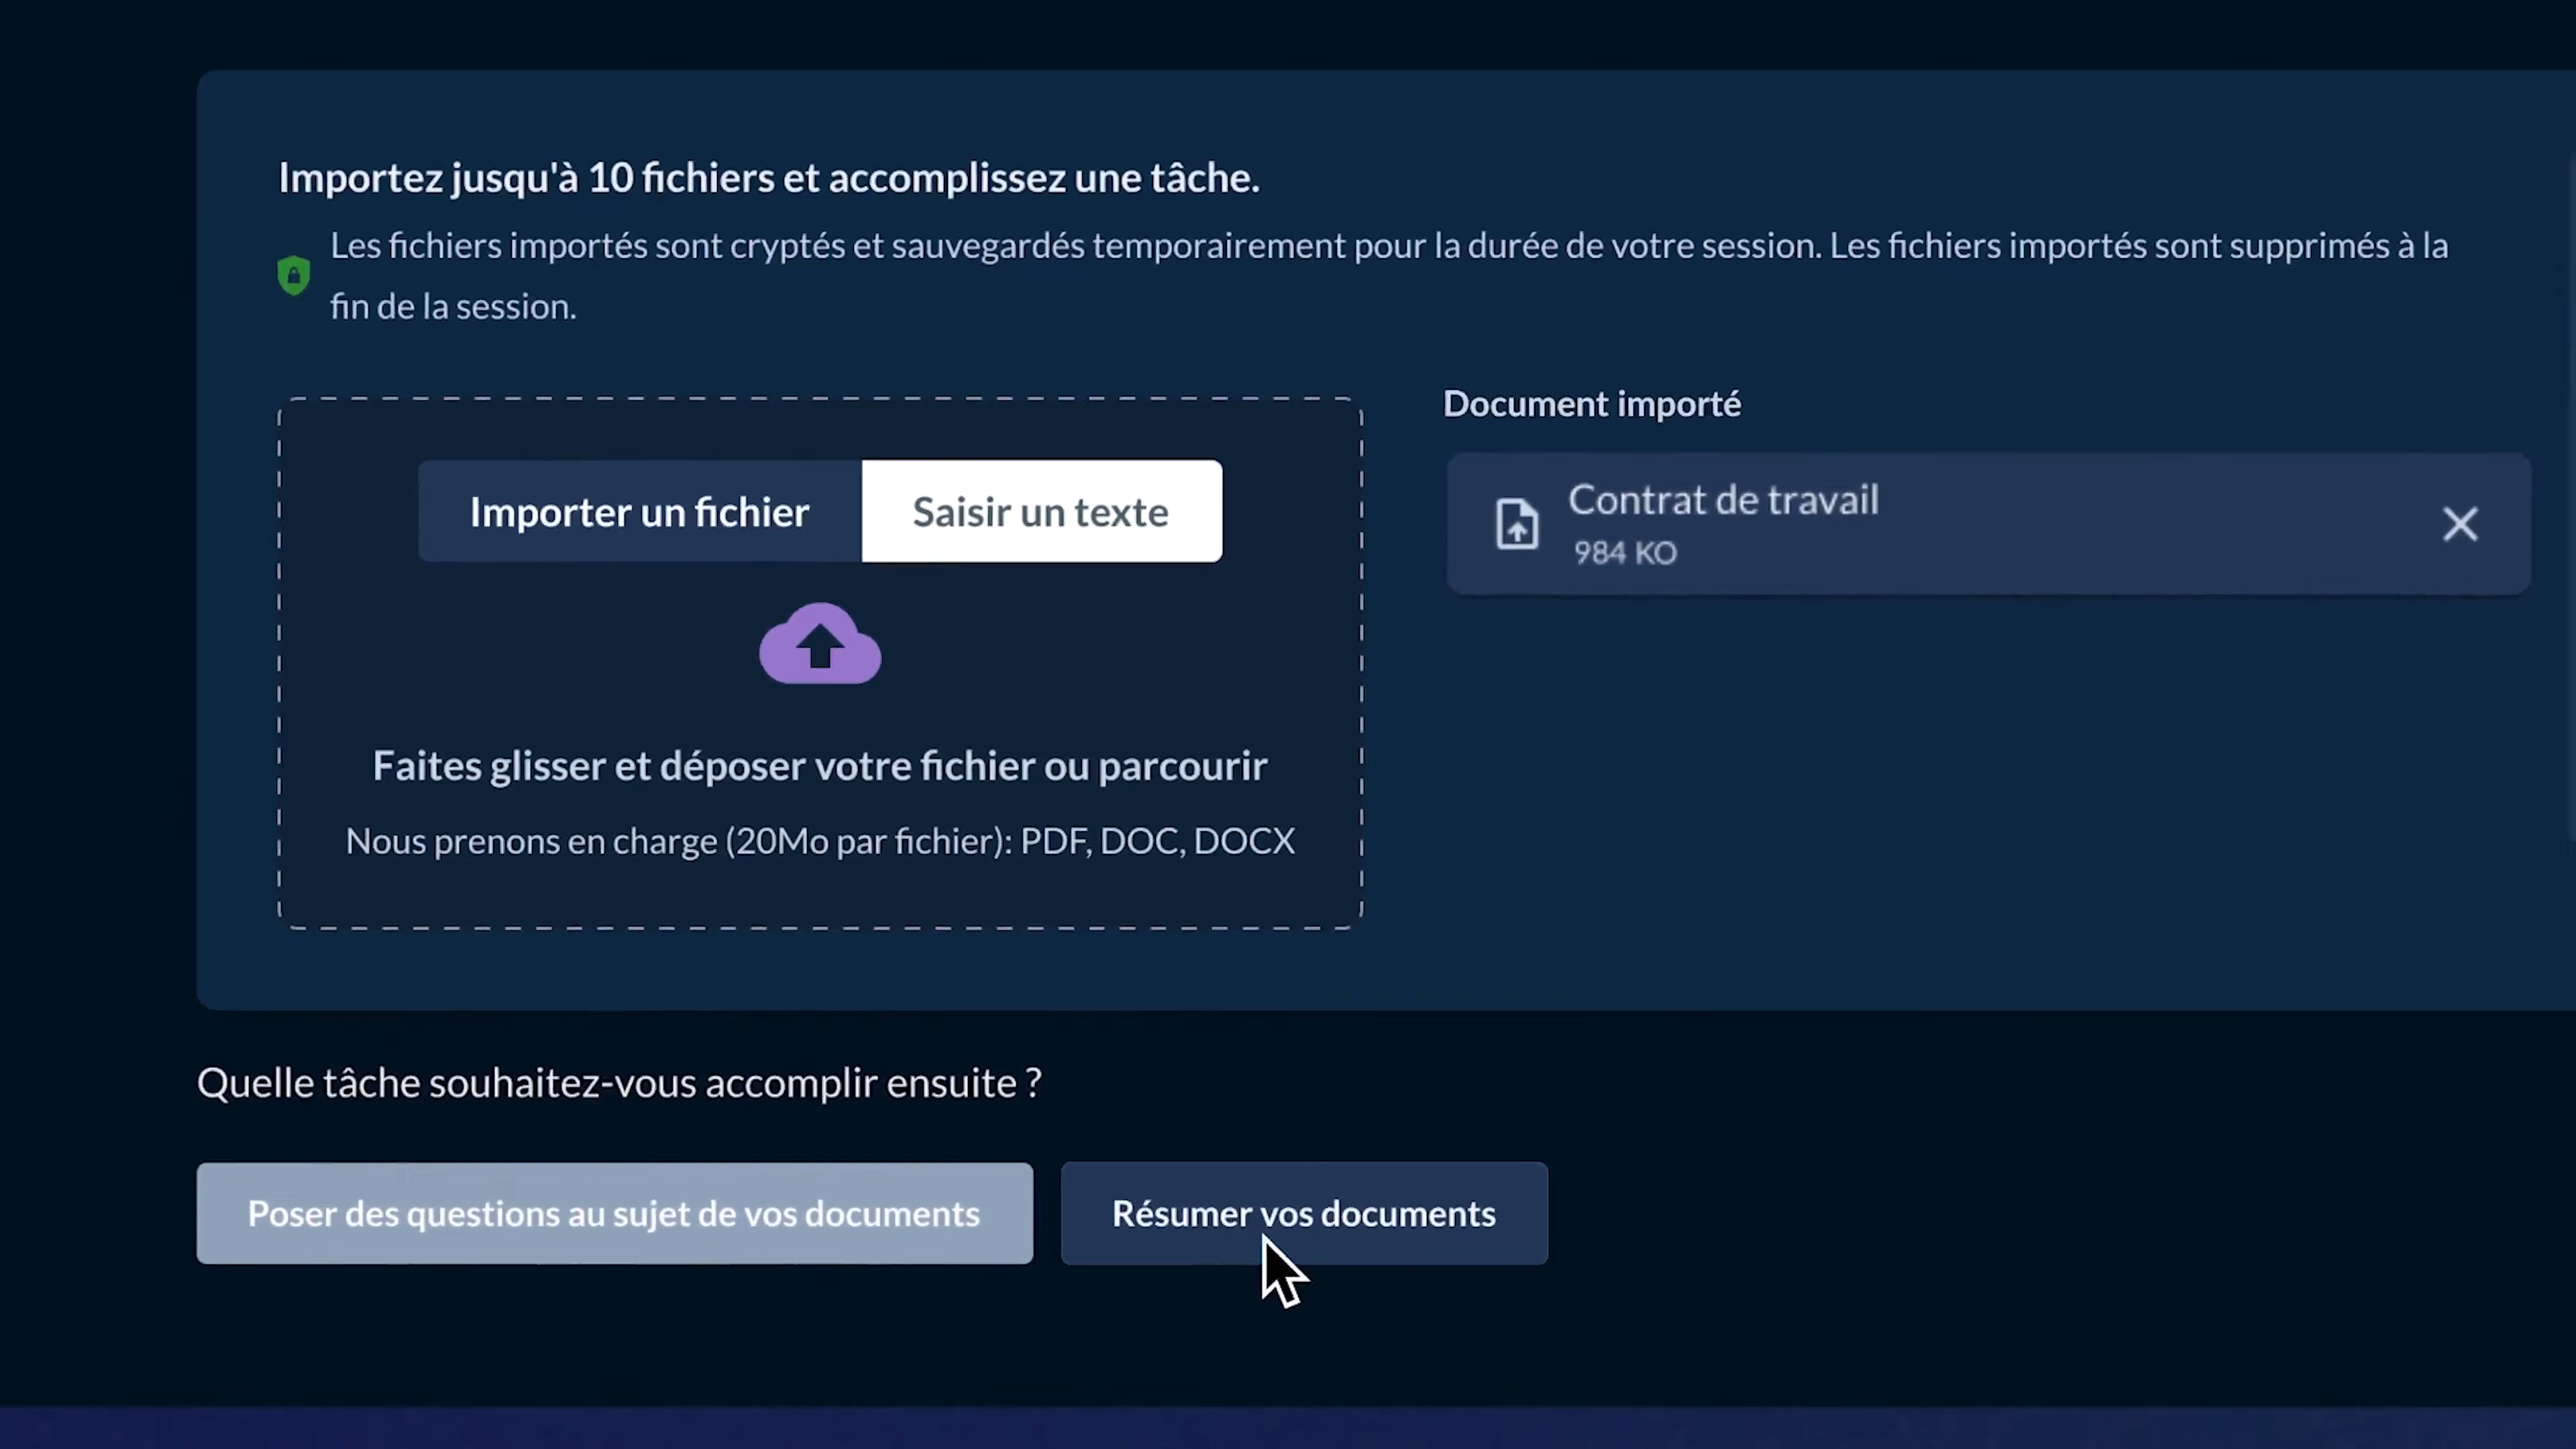 Importez jusqu'à 10 fichiers et accomplissez une tâche.
Les fichiers importés sont cryptés et sauvegardés temporairement pour la durée de votre session. Les fichiers importés sont supprimés à la
fin de la session.
Importer un fichier
Saisir un texte
Faites glisser et déposer votre fichier ou parcourir
Nous prenons en charge (20Mo par fichier): PDF, DOC, DOCX
Document importé
Contrat de travail
984 KO
Quelle tâche souhaitez-vous accomplir ensuite ?
Poser des questions au sujet de vos documents
Résumer vos documents